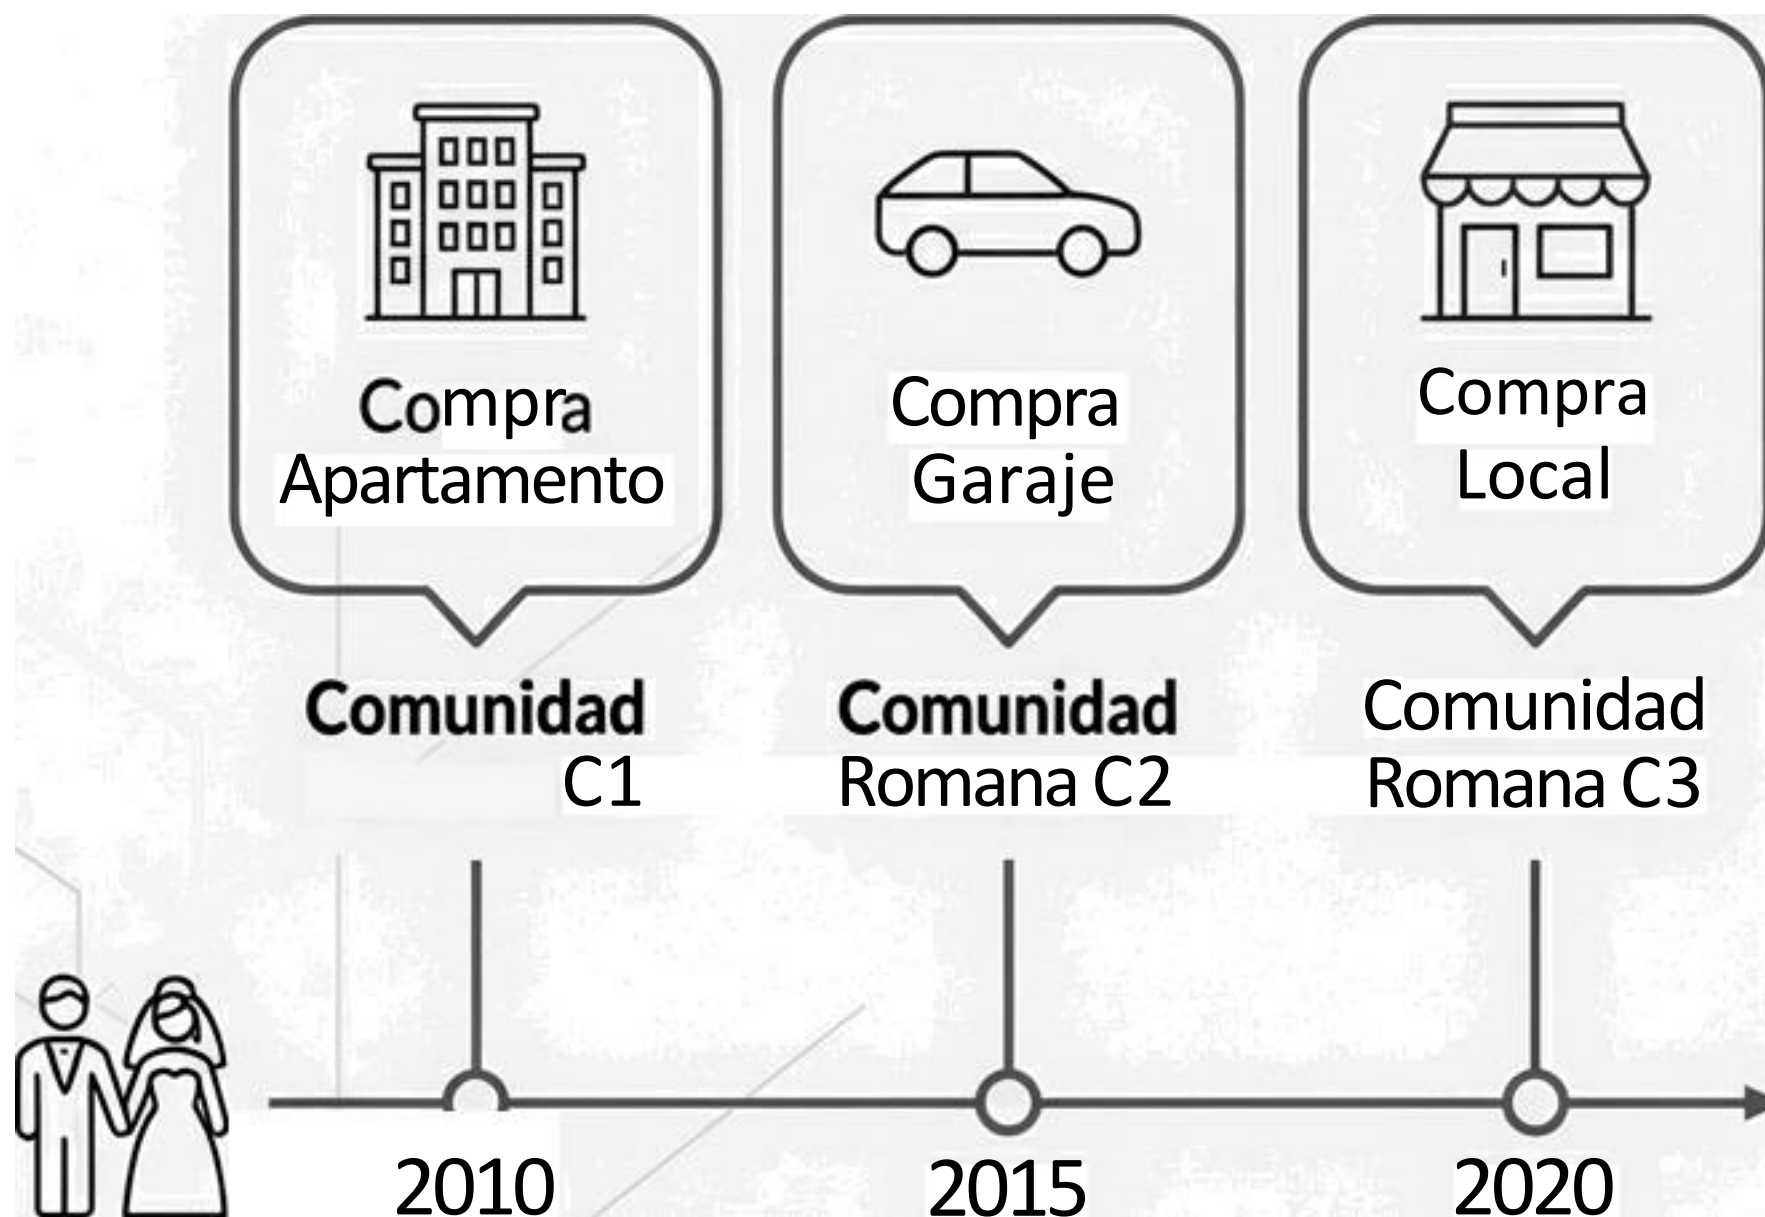 Compra
Apartamento
Compra
Garaje
Compra
Local
Comunidad
C1
Comunidad
Romana C2
Comunidad
Romana C3
2010
2015
2020